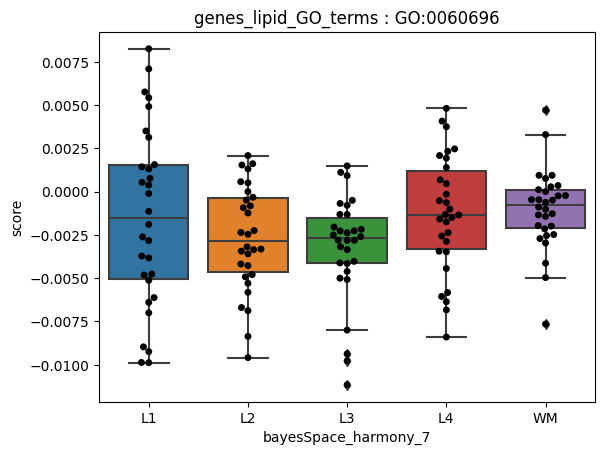 genes_lipid_GO_terms : GO:0060696
0.0075
0.0050
0.0025
0.0000
−0.0025
−0.0050
−0.0075
−0.0100
score
L1 L2 L3 L4 WM
bayesSpace_harmony_7